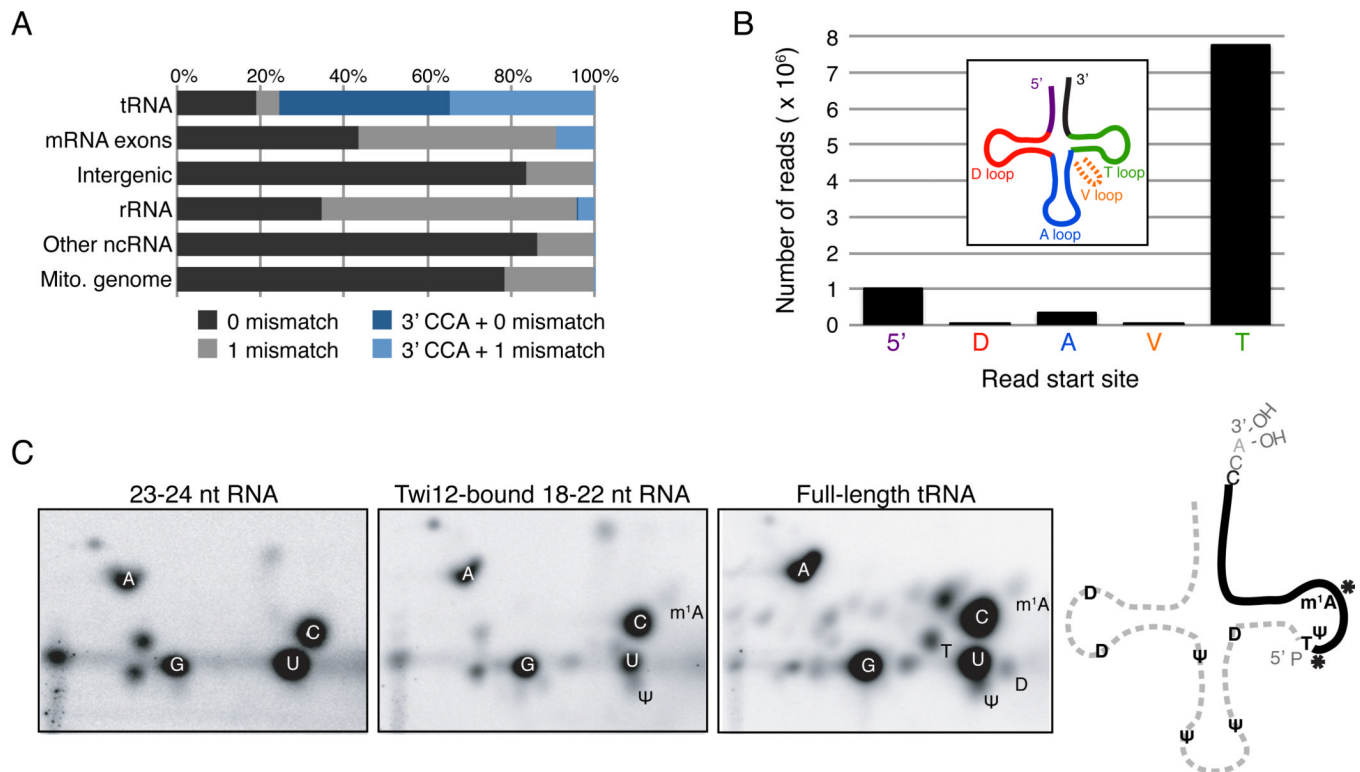 A
0% 20% 40% 60% 80% 100%
tRNA
mRNA exons
Intergenic
rRNA
Other ncRNA
Mito. genome
0 mismatch
1 mismatch
3’ CCA + 0 mismatch
3’ CCA + 1 mismatch
B
Number of reads ( x 10⁶)
8
7
6
5
4
3
2
1
0
5’ 3’
D loop
T loop
V loop
A loop
5’ D A V T
Read start site
C
23-24 nt RNA
A
G
C
U
Twi12-bound 18-22 nt RNA
A
G
C
U
m¹A
Ψ
Full-length tRNA
A
G
C
U
T
m¹A
D
Ψ
3’-OH
A-OH
C
C
D
D
D
m¹A
*
Ψ
T
*
5’ P
Ψ
Ψ
Ψ